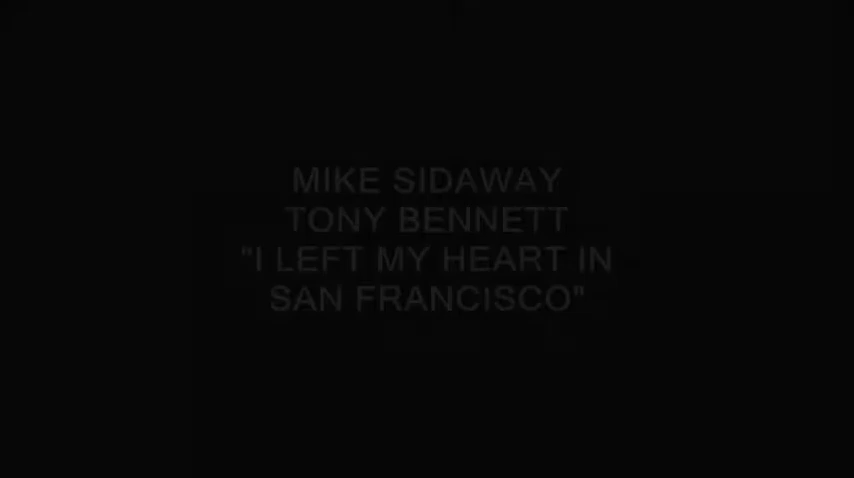 MIKE SIDAWAY
TONY BENNETT
"I LEFT MY HEART IN
SAN FRANCISCO"